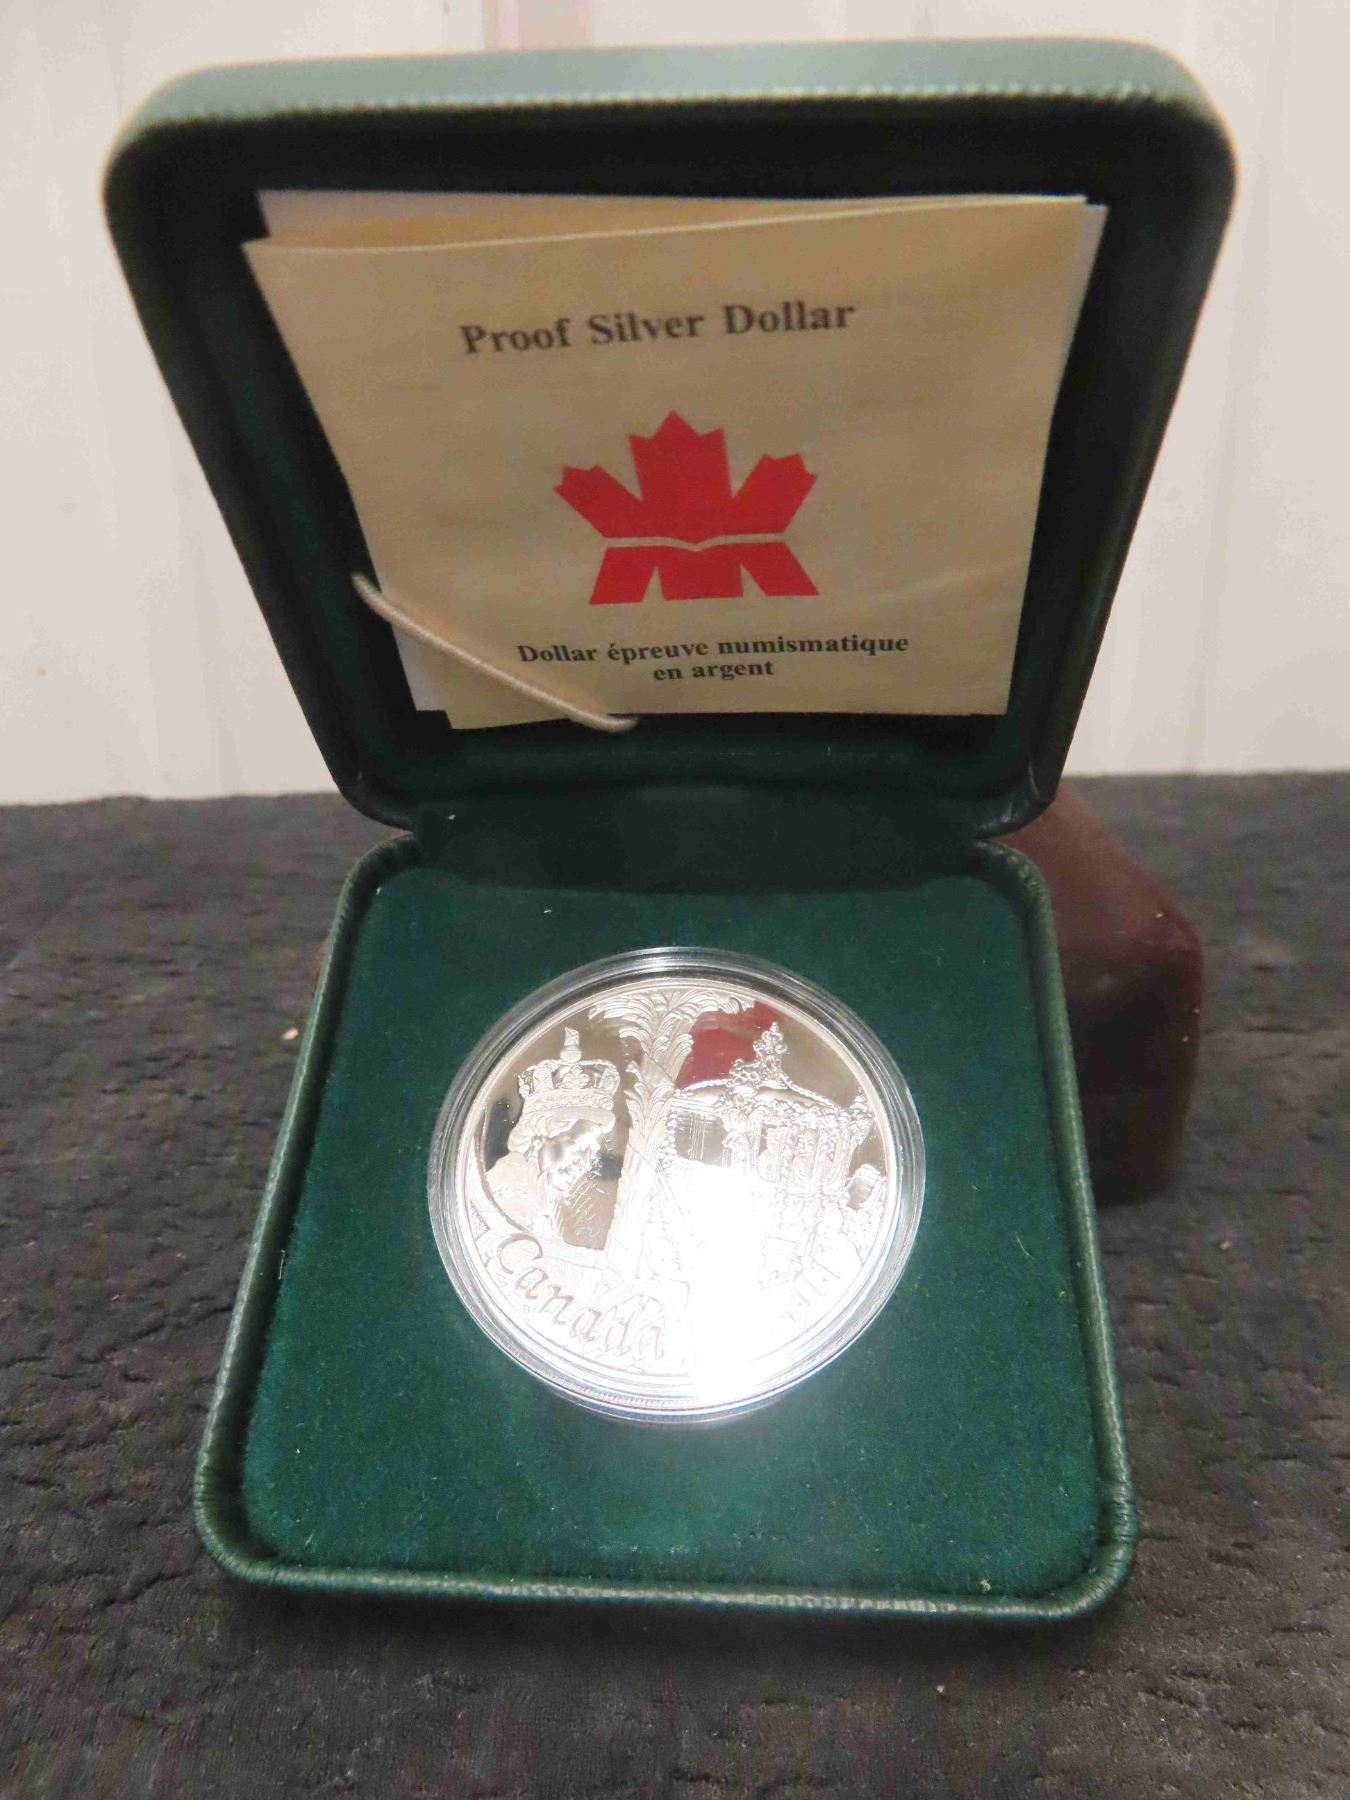 Proof Silver Dollar
Dollar épreuve numismatique
en argent
Canada